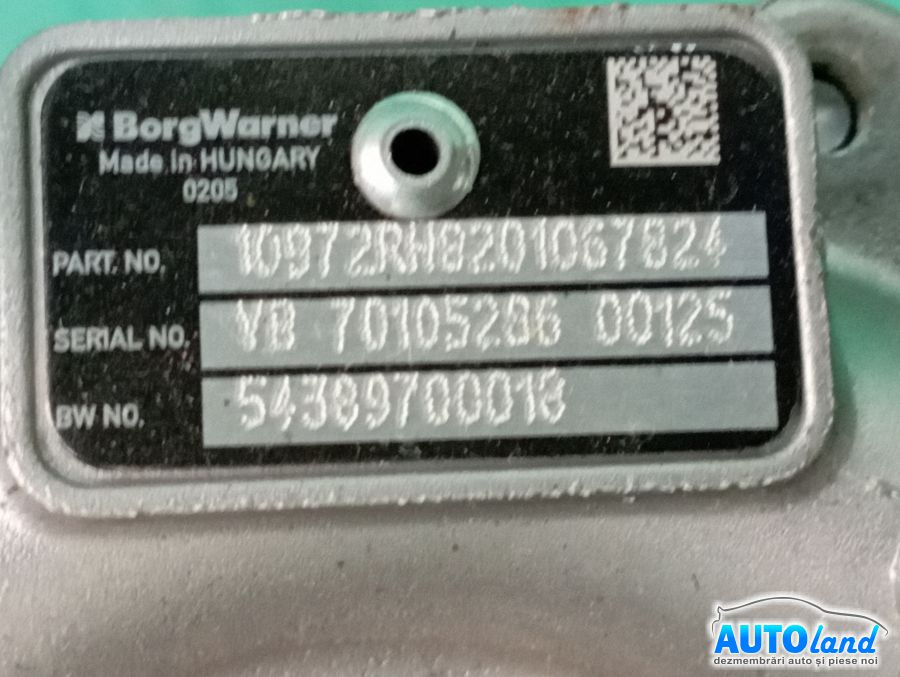 BorgWarner
Made in HUNGARY
0205
PART. NO. 10972RH8201067824
SERIAL NO. VB 70105286 00125
BW NO. 54389700018
AUTOland
dezmembrări auto și piese noi